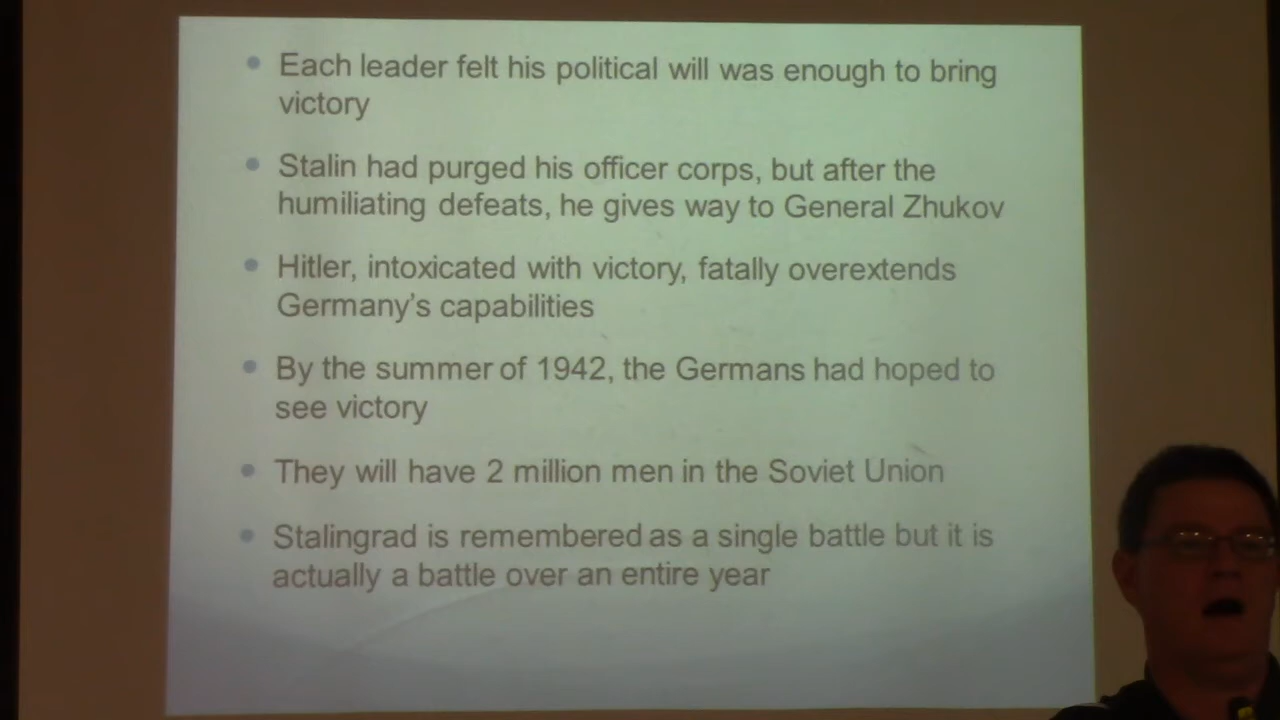 • Each leader felt his political will was enough to bring
victory
• Stalin had purged his officer corps, but after the
humiliating defeats, he gives way to General Zhukov
• Hitler, intoxicated with victory, fatally overextends
Germany's capabilities
• By the summer of 1942, the Germans had hoped to
see victory
• They will have 2 million men in the Soviet Union
• Stalingrad is remembered as a single battle but it is
actually a battle over an entire year